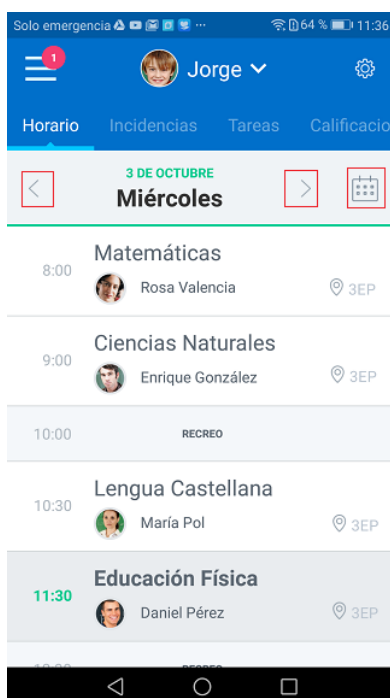 Solo emergencia ··· 64 % 11:36
1
Jorge
Horario Incidencias Tareas Calificacio
3 DE OCTUBRE
Miércoles
Matemáticas
8:00
Rosa Valencia 3EP
Ciencias Naturales
9:00
Enrique González 3EP
10:00 RECREO
Lengua Castellana
10:30
María Pol 3EP
Educación Física
11:30
Daniel Pérez 3EP
RECREO